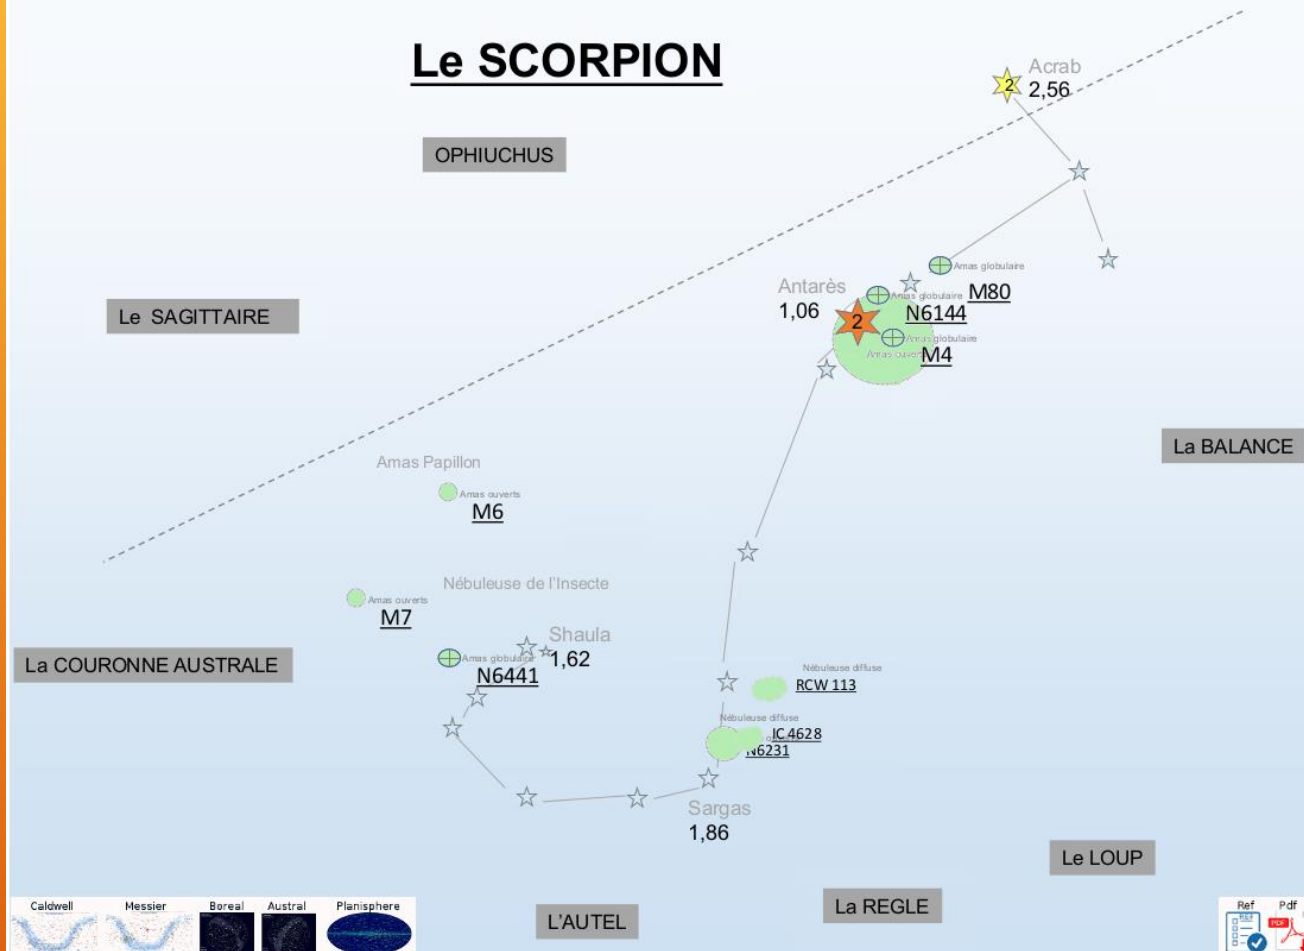 Le SCORPION
Acrab
2
2,56
OPHIUCHUS
Amas globulaire
M80
Antarès
1,06
2
Amas globulaire
N6144
Amas globulaire
Amas ouvert
M4
Le SAGITTAIRE
La BALANCE
Amas Papillon
Amas ouverts
M6
Nébuleuse de l'Insecte
Amas ouverts
M7
Shaula
1,62
La COURONNE AUSTRALE
Amas globulaire
N6441
Nébuleuse diffuse
RCW 113
Nébuleuse diffuse
IC 4628
N6231
Sargas
1,86
Le LOUP
La REGLE
L'AUTEL
Caldwell
Messier
Boreal
Austral
Planisphere
Ref
Pdf
REF
PDF